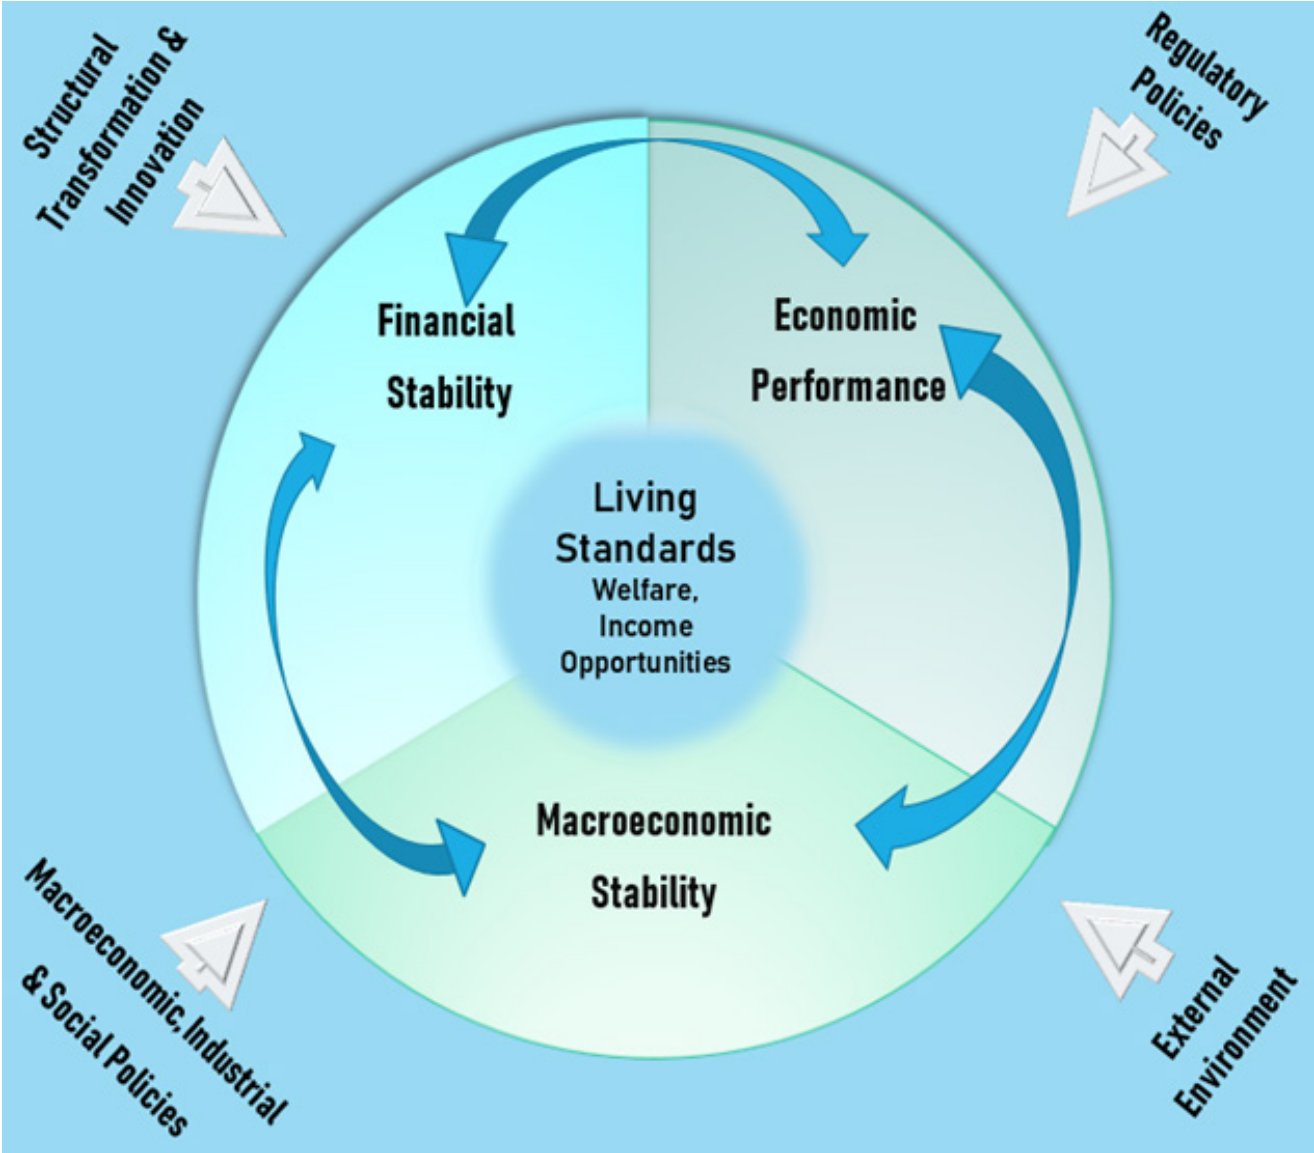 Structural
Transformation &
Innovation
Regulatory
Policies
Financial
Stability
Economic
Performance
Living
Standards
Welfare,
Income
Opportunities
Macroeconomic
Stability
Macroeconomic, Industrial
& Social Policies
External
Environment